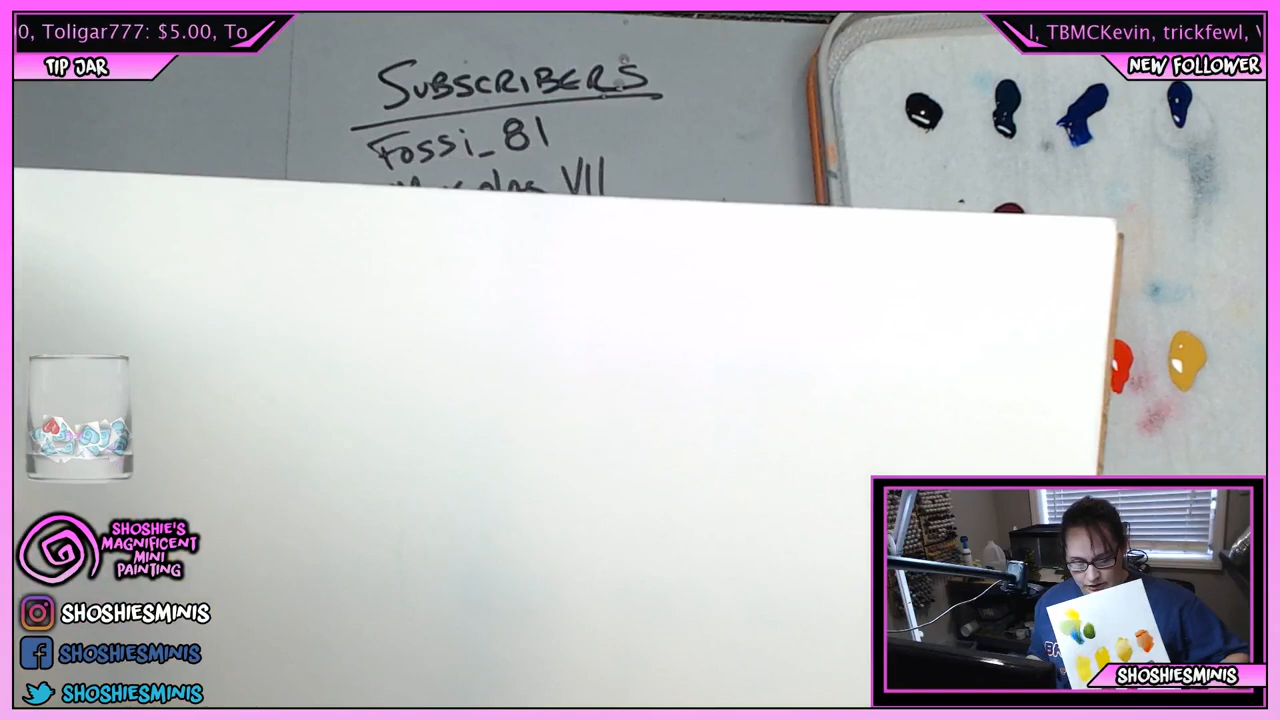 0, Toligar777: $5.00, To
TIP JAR
l, TBMCKevin, trickfewl,
NEW FOLLOWER
SUBSCRIBERS
Fossi_81
VII
SHOSHIE'S
MAGNIFICENT
MINI
PAINTING
SHOSHIESMINIS
SHOSHIESMINIS
SHOSHIESMINIS
SHOSHIESMINIS